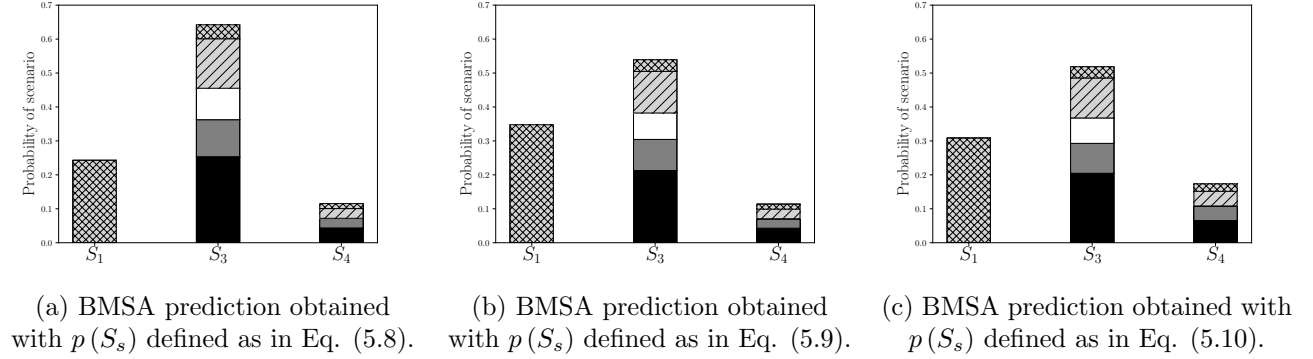 Probability of scenario
0.7
0.6
0.5
0.4
0.3
0.2
0.1
0.0
S1
S3
S4
(a) BMSA prediction obtained
with p (Ss) defined as in Eq. (5.8).
Probability of scenario
0.7
0.6
0.5
0.4
0.3
0.2
0.1
0.0
S1
S3
S4
(b) BMSA prediction obtained
with p (Ss) defined as in Eq. (5.9).
Probability of scenario
0.7
0.6
0.5
0.4
0.3
0.2
0.1
0.0
S1
S3
S4
(c) BMSA prediction obtained with
p (Ss) defined as in Eq. (5.10).